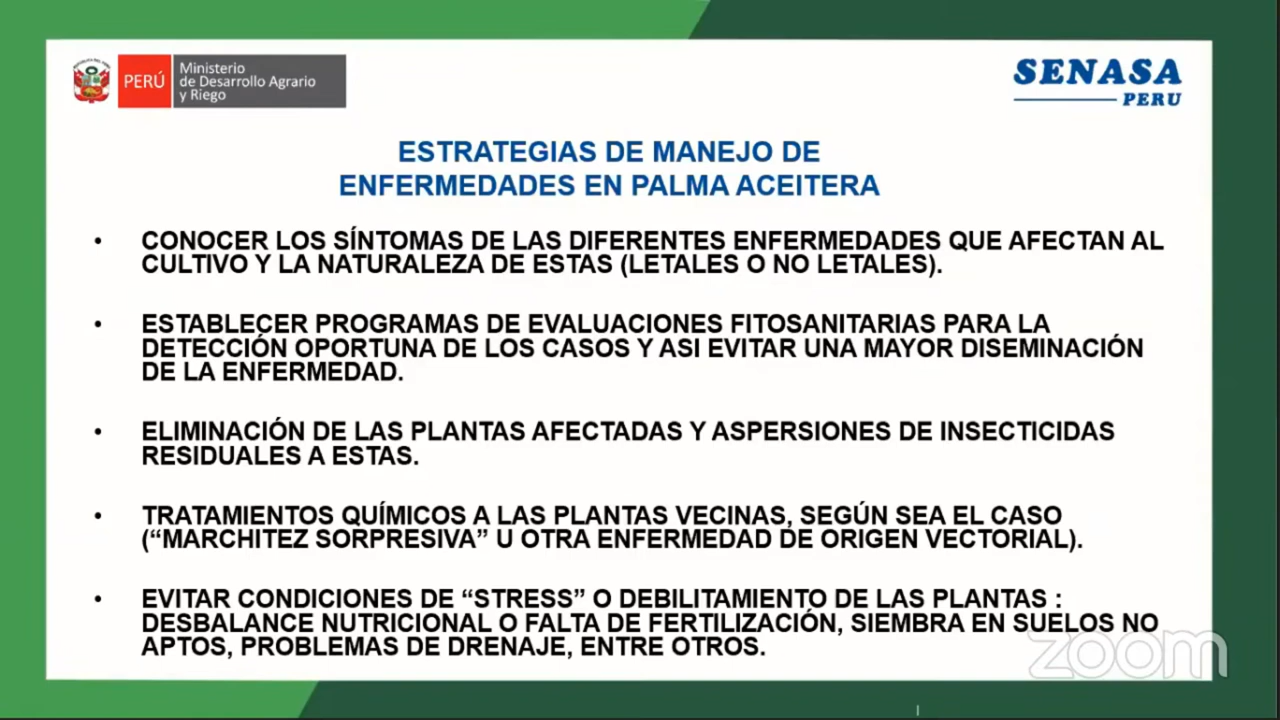 PERÚ
Ministerio
de Desarrollo Agrario
y Riego
SENASA
PERU
ESTRATEGIAS DE MANEJO DE
ENFERMEDADES EN PALMA ACEITERA
• CONOCER LOS SÍNTOMAS DE LAS DIFERENTES ENFERMEDADES QUE AFECTAN AL
CULTIVO Y LA NATURALEZA DE ESTAS (LETALES O NO LETALES).
• ESTABLECER PROGRAMAS DE EVALUACIONES FITOSANITARIAS PARA LA
DETECCIÓN OPORTUNA DE LOS CASOS Y ASI EVITAR UNA MAYOR DISEMINACIÓN
DE LA ENFERMEDAD.
• ELIMINACIÓN DE LAS PLANTAS AFECTADAS Y ASPERSIONES DE INSECTICIDAS
RESIDUALES A ESTAS.
• TRATAMIENTOS QUÍMICOS A LAS PLANTAS VECINAS, SEGÚN SEA EL CASO
(“MARCHITEZ SORPRESIVA” U OTRA ENFERMEDAD DE ORIGEN VECTORIAL).
• EVITAR CONDICIONES DE “STRESS” O DEBILITAMIENTO DE LAS PLANTAS :
DESBALANCE NUTRICIONAL O FALTA DE FERTILIZACIÓN, SIEMBRA EN SUELOS NO
APTOS, PROBLEMAS DE DRENAJE, ENTRE OTROS.
zoom